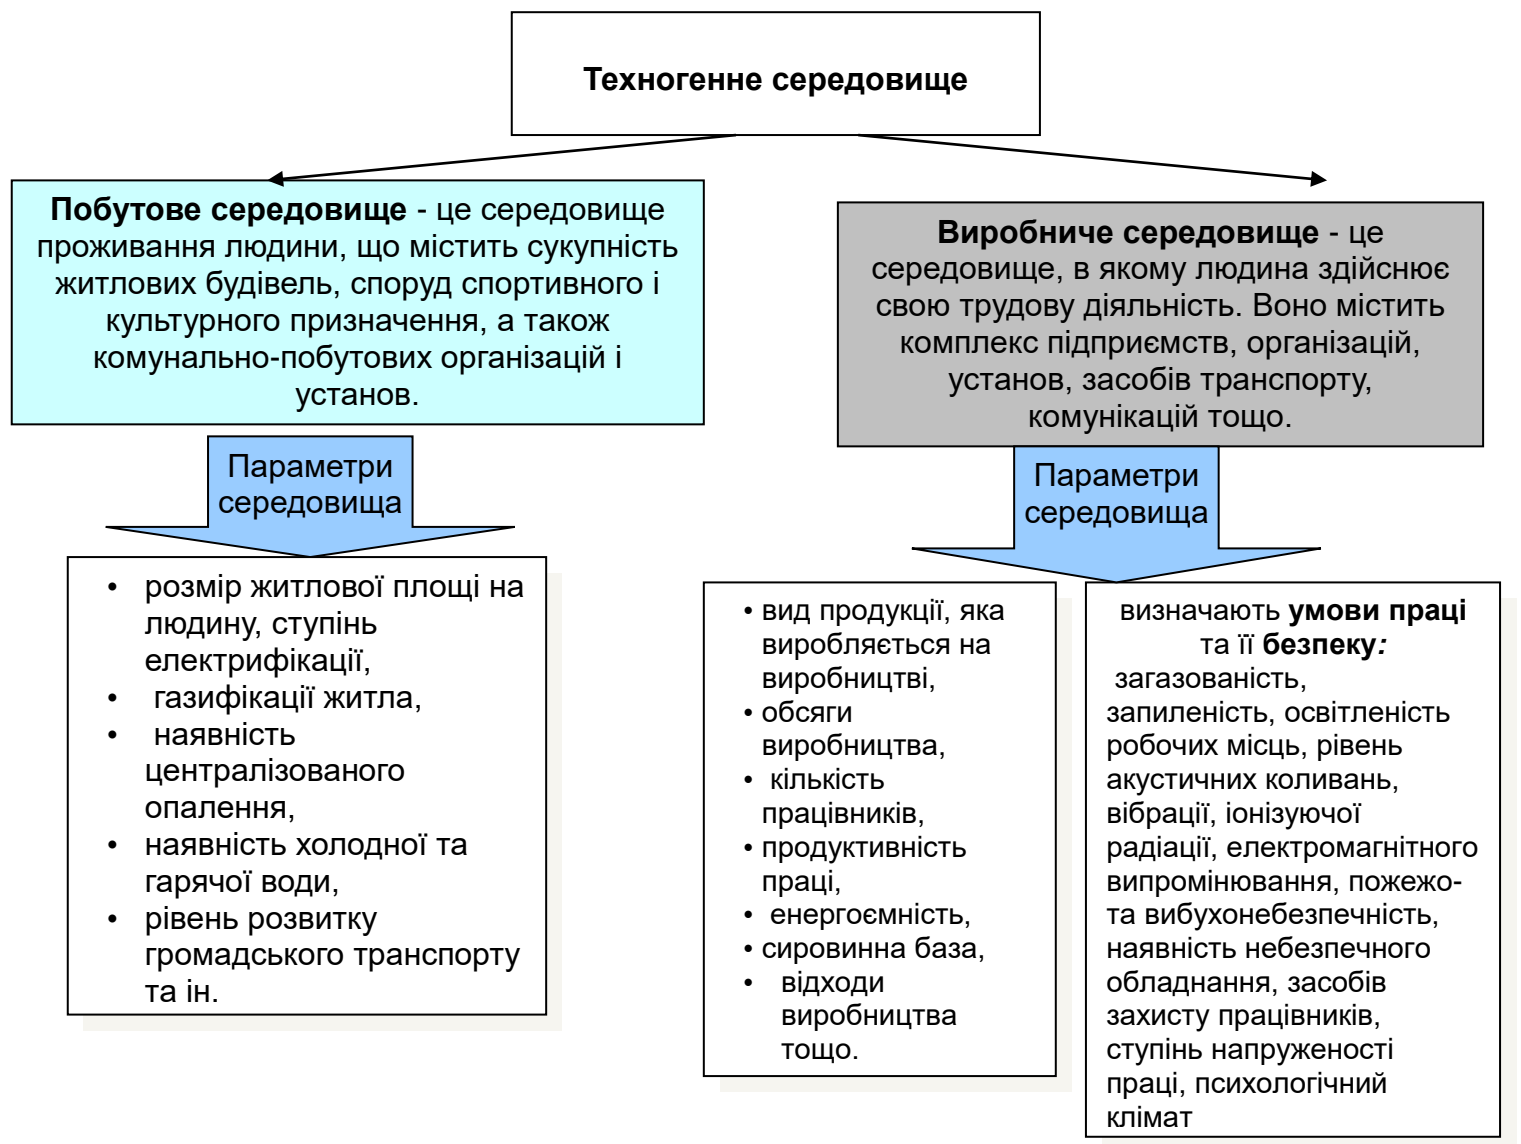 Техногенне середовище
Побутове середовище - це середовище
проживання людини, що містить сукупність
житлових будівель, споруд спортивного і
культурного призначення, а також
комунально-побутових організацій і
установ.
Виробниче середовище - це
середовище, в якому людина здійснює
свою трудову діяльність. Воно містить
комплекс підприємств, організацій,
установ, засобів транспорту,
комунікацій тощо.
Параметри
середовища
Параметри
середовища
• розмір житлової площі на
людину, ступінь
електрифікації,
• газифікації житла,
• наявність
централізованого
опалення,
• наявність холодної та
гарячої води,
• рівень розвитку
громадського транспорту
та ін.
• вид продукції, яка
виробляється на
виробництві,
• обсяги
виробництва,
• кількість
працівників,
• продуктивність
праці,
• енергоємність,
• сировинна база,
• відходи
виробництва
тощо.
визначають умови праці
та її безпеку:
загазованість,
запиленість, освітленість
робочих місць, рівень
акустичних коливань,
вібрації, іонізуючої
радіації, електромагнітного
випромінювання, пожежо-
та вибухонебезпечність,
наявність небезпечного
обладнання, засобів
захисту працівників,
ступінь напруженості
праці, психологічний
клімат